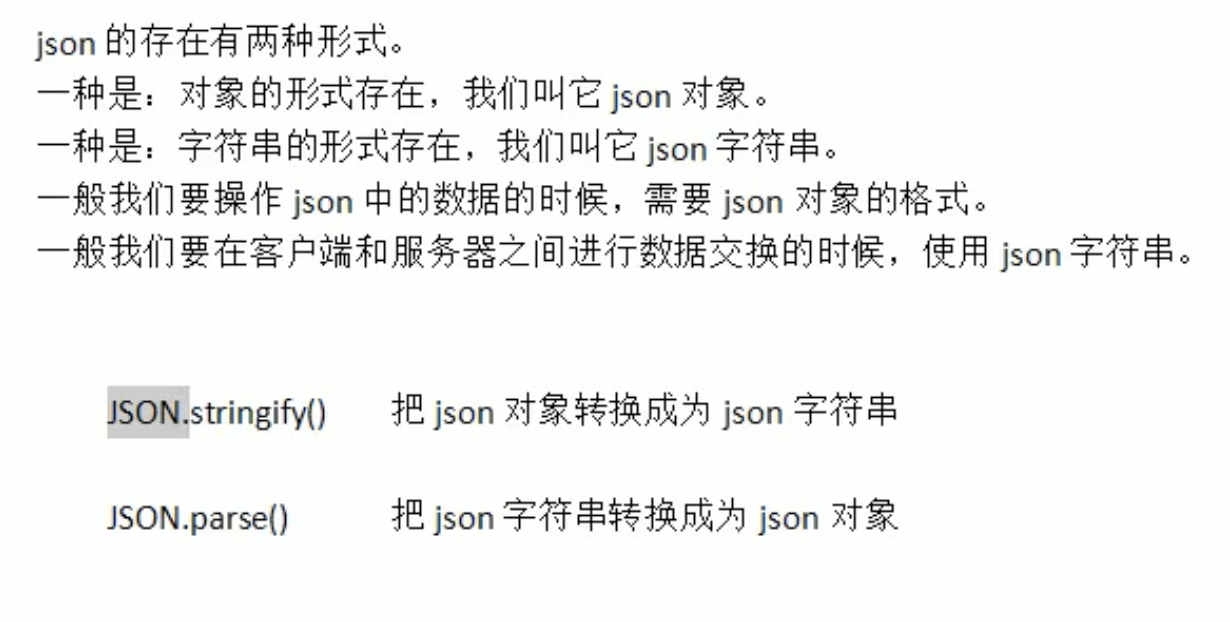 json 的存在有两种形式。
一种是：对象的形式存在，我们叫它 json 对象。
一种是：字符串的形式存在，我们叫它 json 字符串。
一般我们要操作 json 中的数据的时候，需要 json 对象的格式。
一般我们要在客户端和服务器之间进行数据交换的时候，使用 json 字符串。
JSON.stringify() 把 json 对象转换成为 json 字符串
JSON.parse() 把 json 字符串转换成为 json 对象